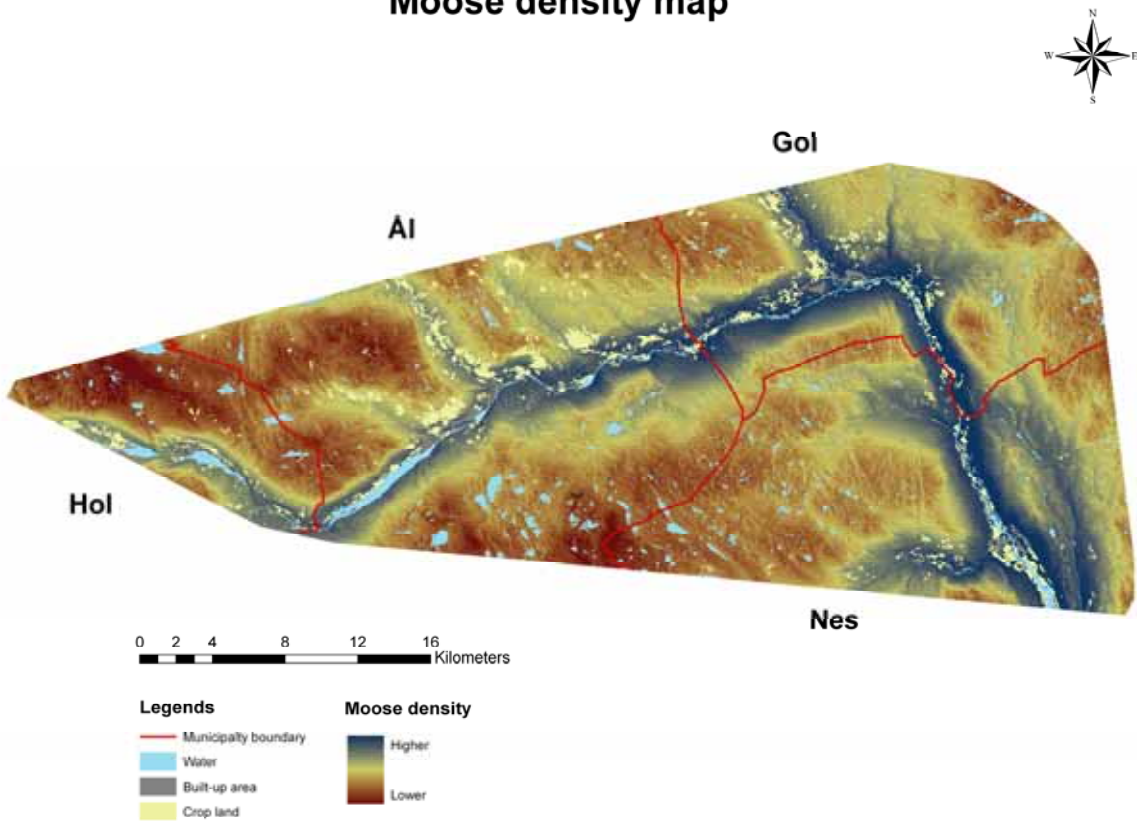 Moose density map
N
W E
S
Gol
Ål
Hol
Nes
0 2 4 8 12 16
Kilometers
Legends
Municipalty boundary
Water
Built-up area
Crop land
Moose density
Higher
Lower